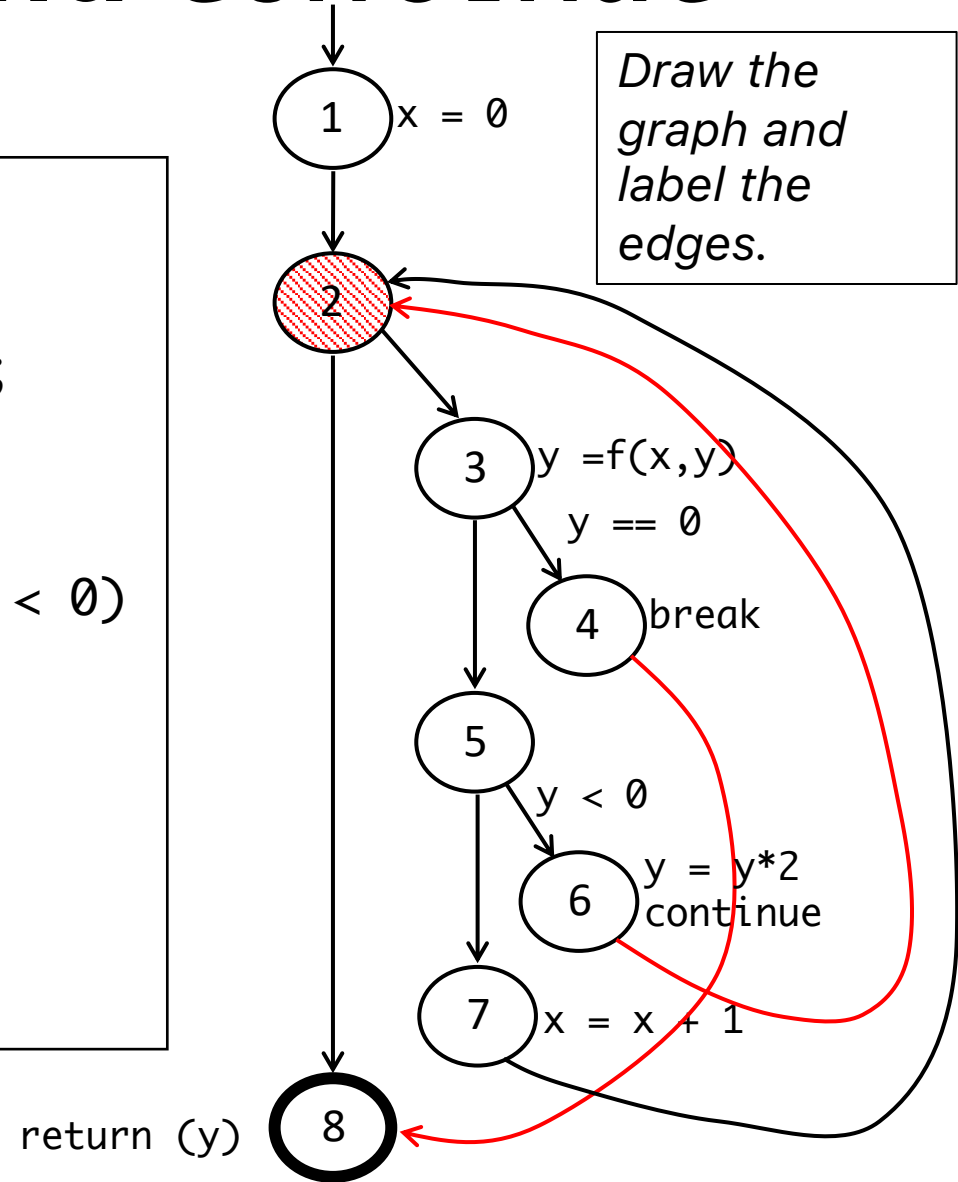 1 x = 0
Draw the
graph and
label the
edges.
2
3 y =f(x,y)
y == 0
< 0)
4 break
5
y < 0
6 y = y*2
continue
7 x = x + 1
return (y) 8